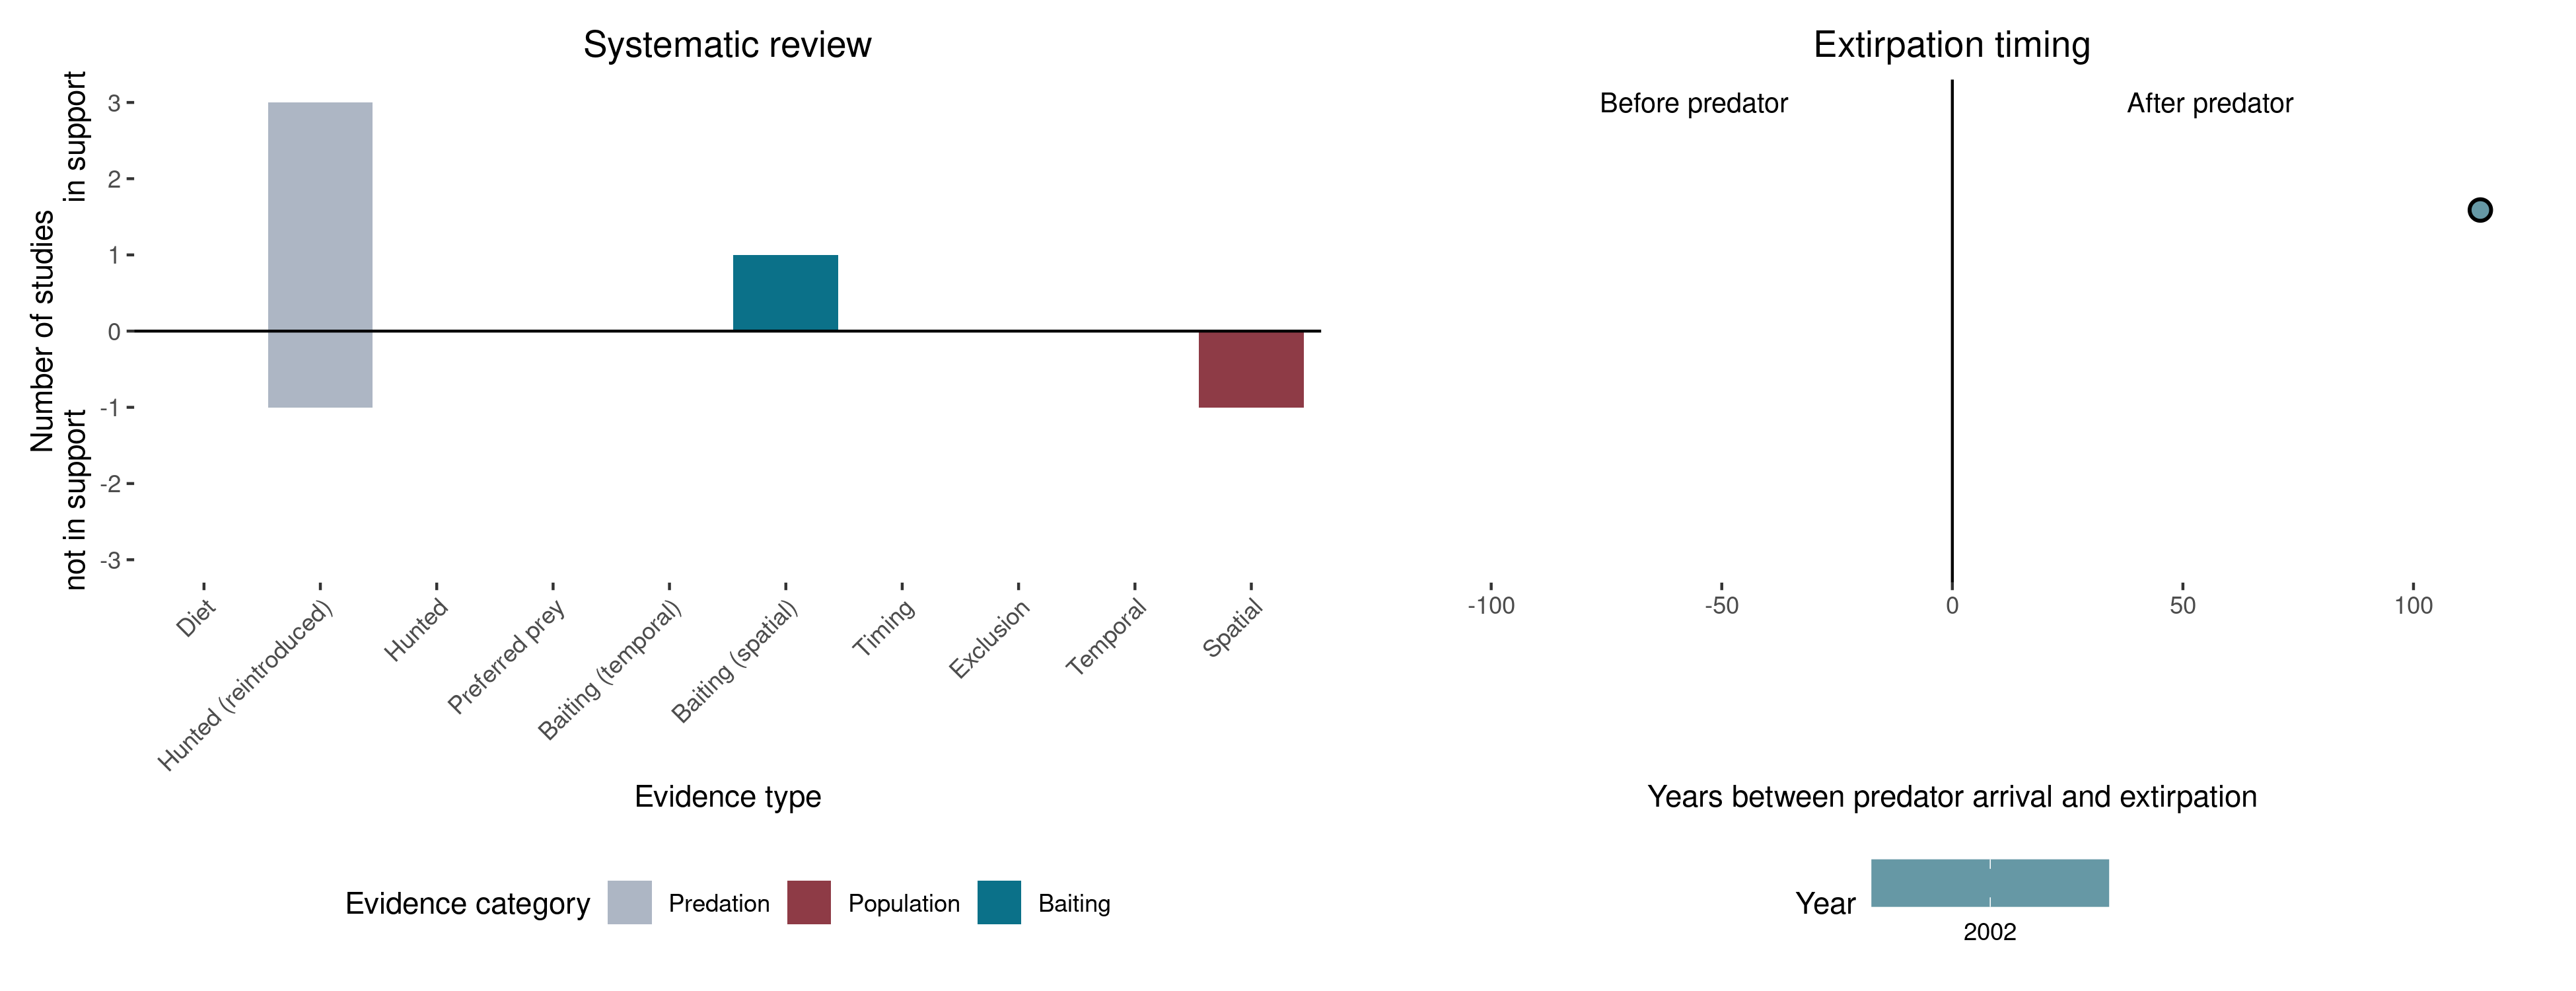 Systematic review
Number of studies
not in support
in support
3
2
1
0
-1
-2
-3
Diet
Hunted (reintroduced)
Hunted
Preferred prey
Baiting (temporal)
Baiting (spatial)
Timing
Exclusion
Temporal
Spatial
Evidence type
Evidence category
Predation
Population
Baiting
Extirpation timing
Before predator
After predator
-100
-50
0
50
100
Years between predator arrival and extirpation
Year
2002